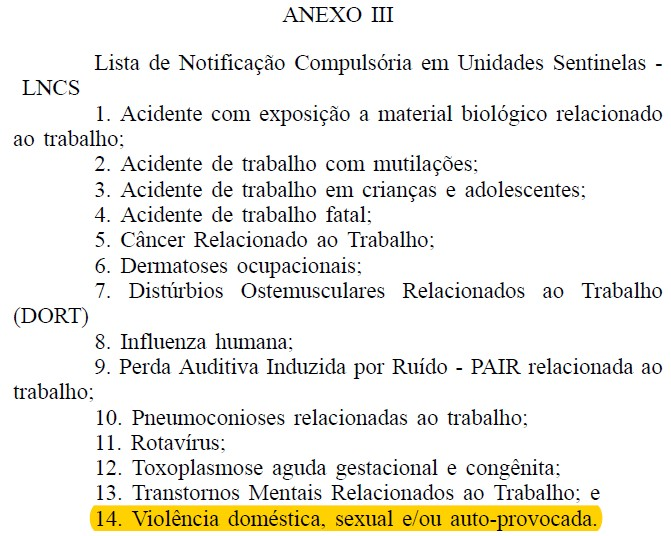 ANEXO III
Lista de Notificação Compulsória em Unidades Sentinelas -
LNCS
1. Acidente com exposição a material biológico relacionado
ao trabalho;
2. Acidente de trabalho com mutilações;
3. Acidente de trabalho em crianças e adolescentes;
4. Acidente de trabalho fatal;
5. Câncer Relacionado ao Trabalho;
6. Dermatoses ocupacionais;
7. Distúrbios Ostemusculares Relacionados ao Trabalho
(DORT)
8. Influenza humana;
9. Perda Auditiva Induzida por Ruído - PAIR relacionada ao
trabalho;
10. Pneumoconioses relacionadas ao trabalho;
11. Rotavírus;
12. Toxoplasmose aguda gestacional e congênita;
13. Transtornos Mentais Relacionados ao Trabalho; e
14. Violência doméstica, sexual e/ou auto-provocada.